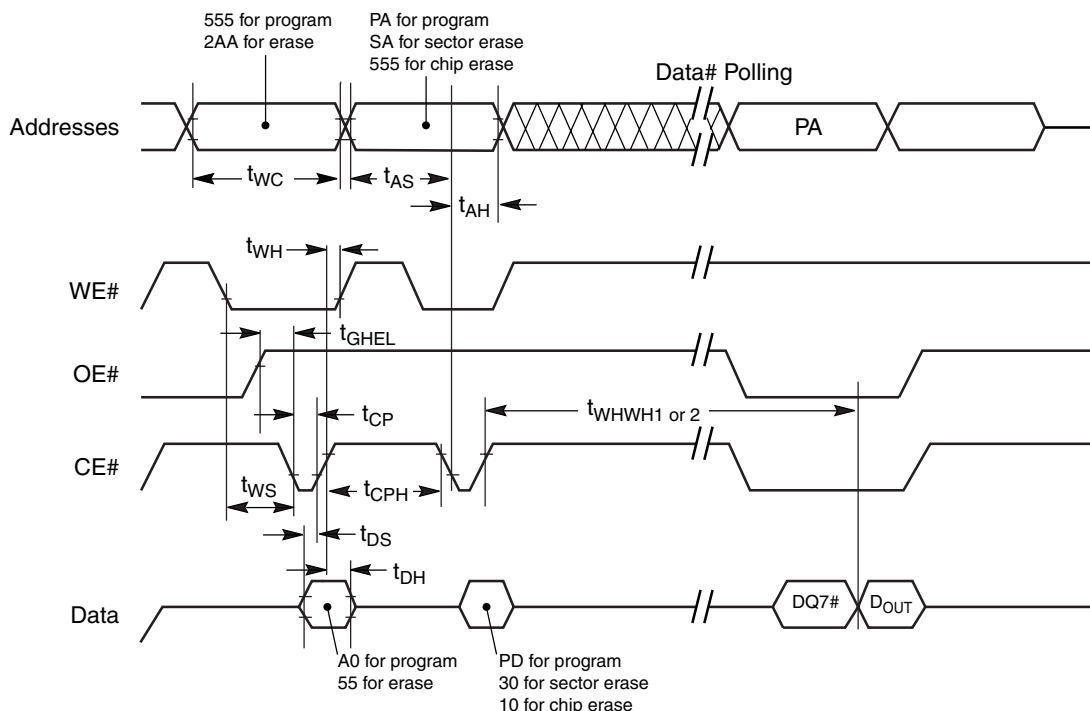 555 for program
2AA for erase
PA for program
SA for sector erase
555 for chip erase
Data# Polling
Addresses
PA
tWC
tAS
tAH
tWH
WE#
tGHEL
OE#
tWHWH1 or 2
tCP
CE#
tWS
tCPH
tDS
tDH
Data
DQ7#
DOUT
A0 for program
55 for erase
PD for program
30 for sector erase
10 for chip erase